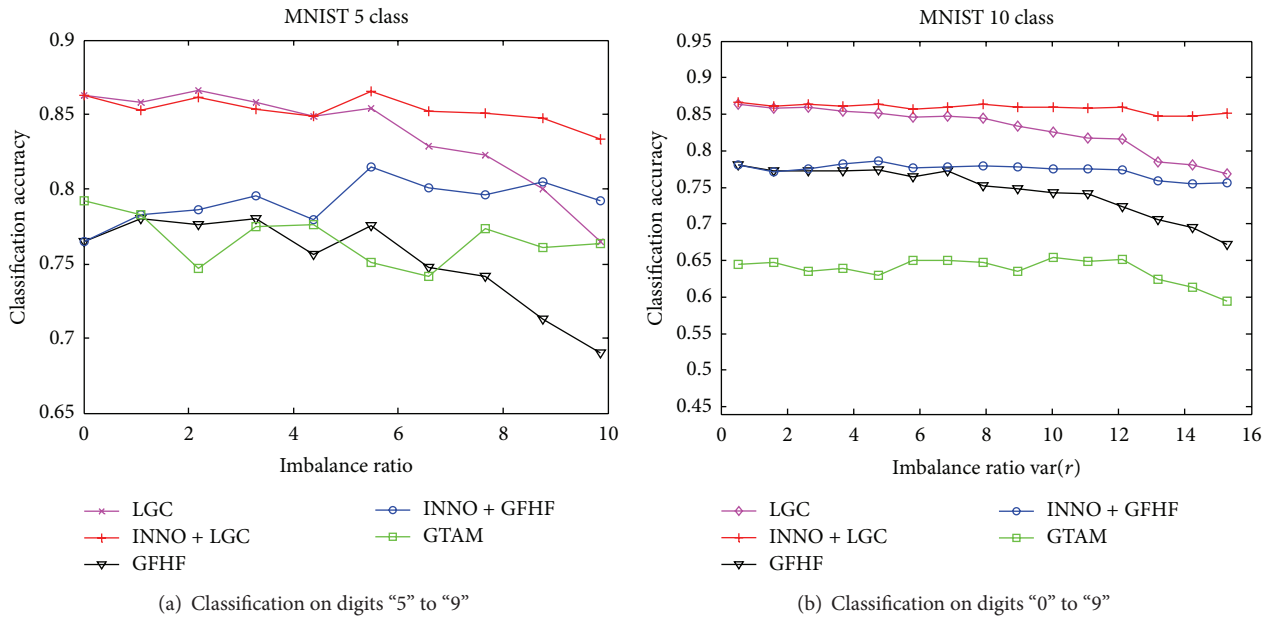 MNIST 5 class
0.9
0.85
0.8
0.75
0.7
0.65
Classification accuracy
0 2 4 6 8 10
Imbalance ratio
LGC
INNO + LGC
GFHF
INNO + GFHF
GTAM
(a) Classification on digits “5” to “9”
MNIST 10 class
0.95
0.9
0.85
0.8
0.75
0.7
0.65
0.6
0.55
0.5
0.45
Classification accuracy
0 2 4 6 8 10 12 14 16
Imbalance ratio var(r)
LGC
INNO + LGC
GFHF
INNO + GFHF
GTAM
(b) Classification on digits “0” to “9”